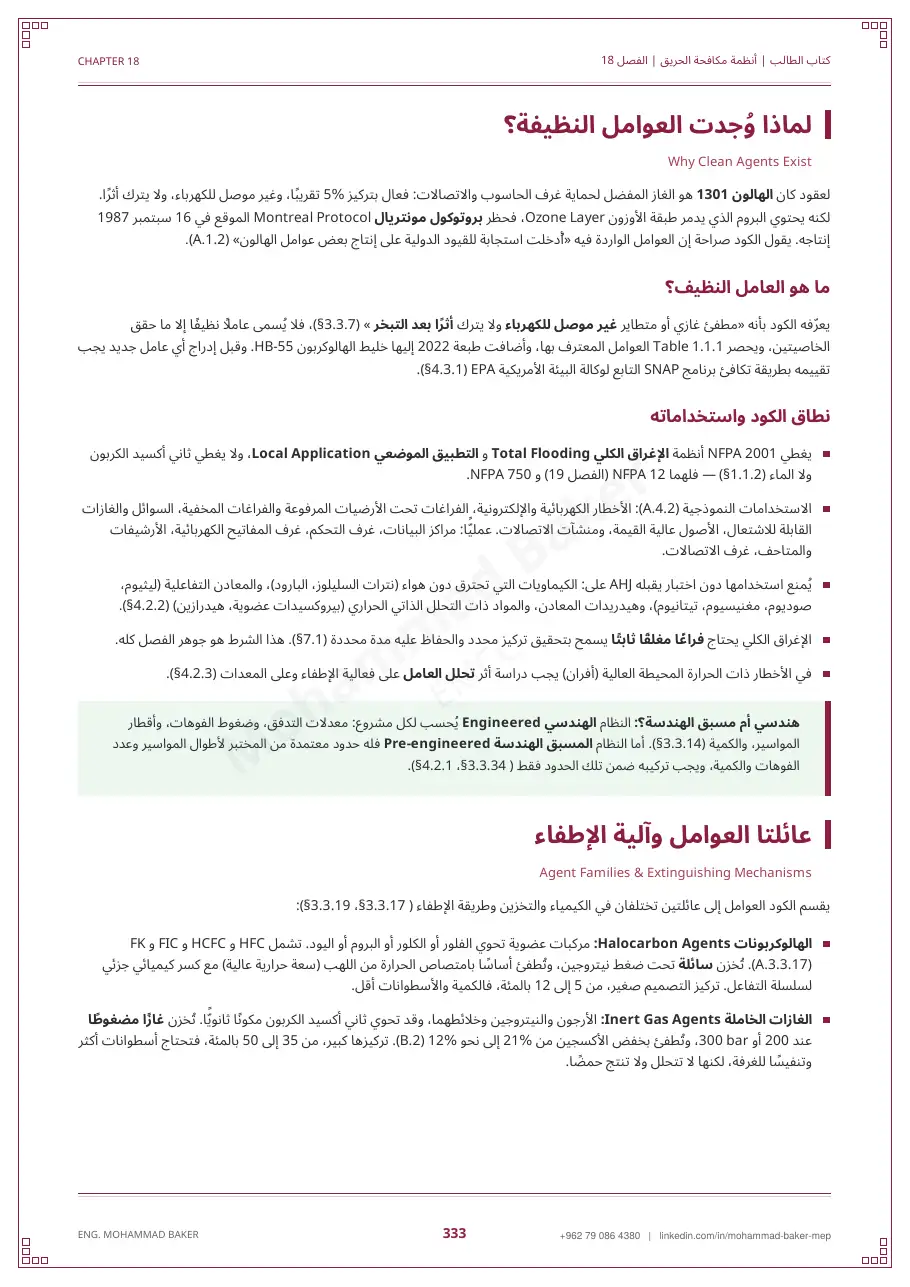 كتاب الطالب | أنظمة مكافحة الحريق | الفصل 18
CHAPTER 18
لماذا وُجدت العوامل النظيفة؟
Why Clean Agents Exist
لعقود كان الهالون 1301 هو الغاز المفضل لحماية غرف الحاسوب والاتصالات: فعال بتركيز 5% تقريبًا، وغير موصل للكهرباء، ولا يترك أثرًا.
لكنه يحتوي البروم الذي يدمر طبقة الأوزون Ozone Layer، فحظر بروتوكول مونتريال Montreal Protocol الموقع في 16 سبتمبر 1987
إنتاجه. يقول الكود صراحة إن العوامل الواردة فيه «أُدخلت استجابة للقيود الدولية على إنتاج بعض عوامل الهالون» (A.1.2).
ما هو العامل النظيف؟
يعرّفه الكود بأنه «مطفئ غازي أو متطاير غير موصل للكهرباء ولا يترك أثرًا بعد التبخر » (§3.3.7)، فلا يُسمى عاملًا نظيفًا إلا ما حقق
الخاصيتين، ويحصر Table 1.1.1 العوامل المعترف بها، وأضافت طبعة 2022 إليها خليط الهالوكربون HB-55. وقبل إدراج أي عامل جديد يجب
تقييمه بطريقة تكافئ برنامج SNAP التابع لوكالة البيئة الأمريكية EPA (§4.3.1).
نطاق الكود واستخداماته
يغطي NFPA 2001 أنظمة الإغراق الكلي Total Flooding و التطبيق الموضعي Local Application، ولا يغطي ثاني أكسيد الكربون
ولا الماء (§1.1.2) — فلهما NFPA 12 (الفصل 19) و NFPA 750.
الاستخدامات النموذجية (A.4.2): الأخطار الكهربائية والإلكترونية، الفراغات تحت الأرضيات المرفوعة والفراغات المخفية، السوائل والغازات
القابلة للاشتعال، الأصول عالية القيمة، ومنشآت الاتصالات. عمليًّا: مراكز البيانات، غرف التحكم، غرف المفاتيح الكهربائية، الأرشيفات
والمتاحف، غرف الاتصالات.
يُمنع استخدامها دون اختبار يقبله AHJ على: الكيماويات التي تحترق دون هواء (نترات السليلوز، البارود)، والمعادن التفاعلية (ليثيوم،
صوديوم، مغنيسيوم، تيتانيوم)، وهيدريدات المعادن، والمواد ذات التحلل الذاتي الحراري (بيروكسيدات عضوية، هيدرازين) (§4.2.2).
الإغراق الكلي يحتاج فراغًا مغلقًا ثابتًا يسمح بتحقيق تركيز محدد والحفاظ عليه مدة محددة (§7.1). هذا الشرط هو جوهر الفصل كله.
في الأخطار ذات الحرارة المحيطة العالية (أفران) يجب دراسة أثر تحلل العامل على فعالية الإطفاء وعلى المعدات (§4.2.3).
هندسي أم مسبق الهندسة؟: النظام الهندسي Engineered يُحسب لكل مشروع: معدلات التدفق، وضغوط الفوهات، وأقطار
المواسير، والكمية (§3.3.14). أما النظام المسبق الهندسة Pre-engineered فله حدود معتمدة من المختبر لأطوال المواسير وعدد
الفوهات والكمية، ويجب تركيبه ضمن تلك الحدود فقط ( §3.3.34، §4.2.1).
عائلتا العوامل وآلية الإطفاء
Agent Families & Extinguishing Mechanisms
يقسم الكود العوامل إلى عائلتين تختلفان في الكيمياء والتخزين وطريقة الإطفاء ( §3.3.17، §3.3.19):
الهالوكربونات Halocarbon Agents: مركبات عضوية تحوي الفلور أو الكلور أو البروم أو اليود. تشمل HFC و HCFC و FIC و FK
(A.3.3.17). تُخزن سائلة تحت ضغط نيتروجين، وتُطفئ أساسًا بامتصاص الحرارة من اللهب (سعة حرارية عالية) مع كسر كيميائي جزئي
لسلسلة التفاعل. تركيز التصميم صغير، من 5 إلى 12 بالمئة، فالكمية والأسطوانات أقل.
الغازات الخاملة Inert Gas Agents: الأرجون والنيتروجين وخلائطهما، وقد تحوي ثاني أكسيد الكربون مكونًا ثانويًّا. تُخزن غازًا مضغوطًا
عند 200 أو 300 bar، وتُطفئ بخفض الأكسجين من 21% إلى نحو 12% (B.2). تركيزها كبير، من 35 إلى 50 بالمئة، فتحتاج أسطوانات أكثر
وتنفيسًا للغرفة، لكنها لا تتحلل ولا تنتج حمضًا.
Mohammad Baker
ENG. MOHAMMAD BAKER
333
+962 79 086 4380 | linkedin.com/in/mohammad-baker-mep